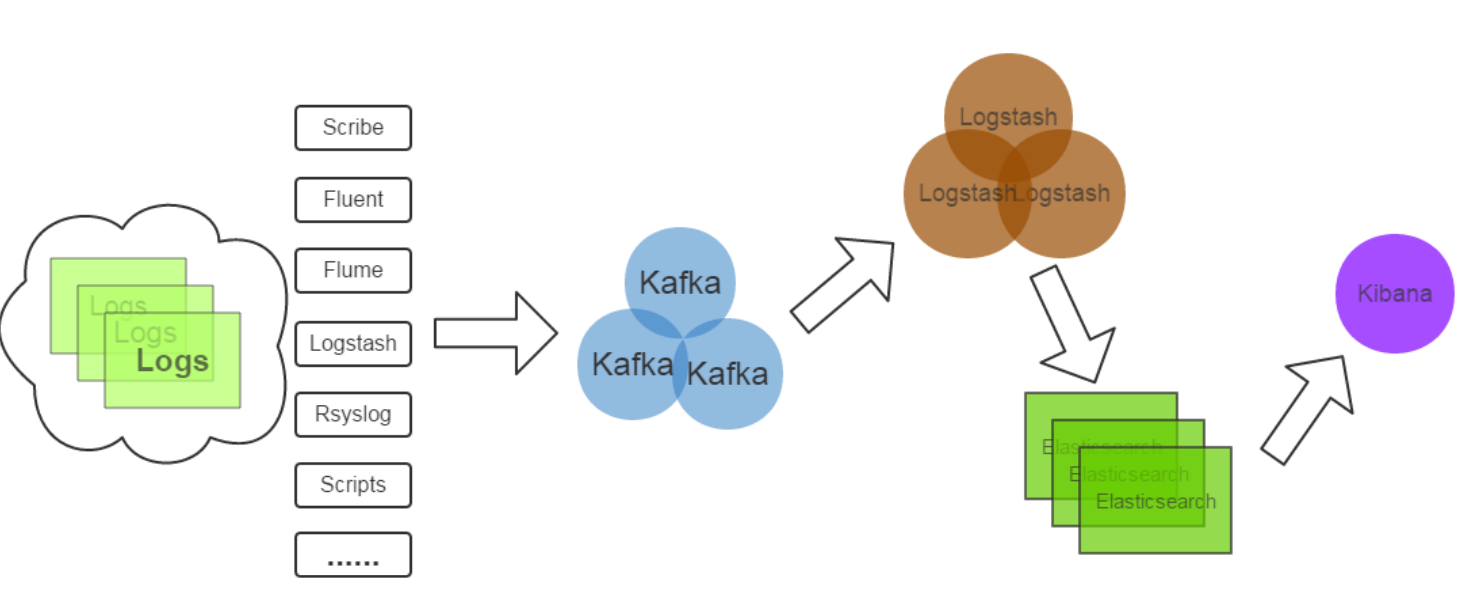 Logs
Logs
Logs
Scribe
Fluent
Flume
Logstash
Rsyslog
Scripts
......
Kafka
Kafka
Kafka
Logstash
Logstash
Logstash
Elasticsearch
Elasticsearch
Elasticsearch
Kibana